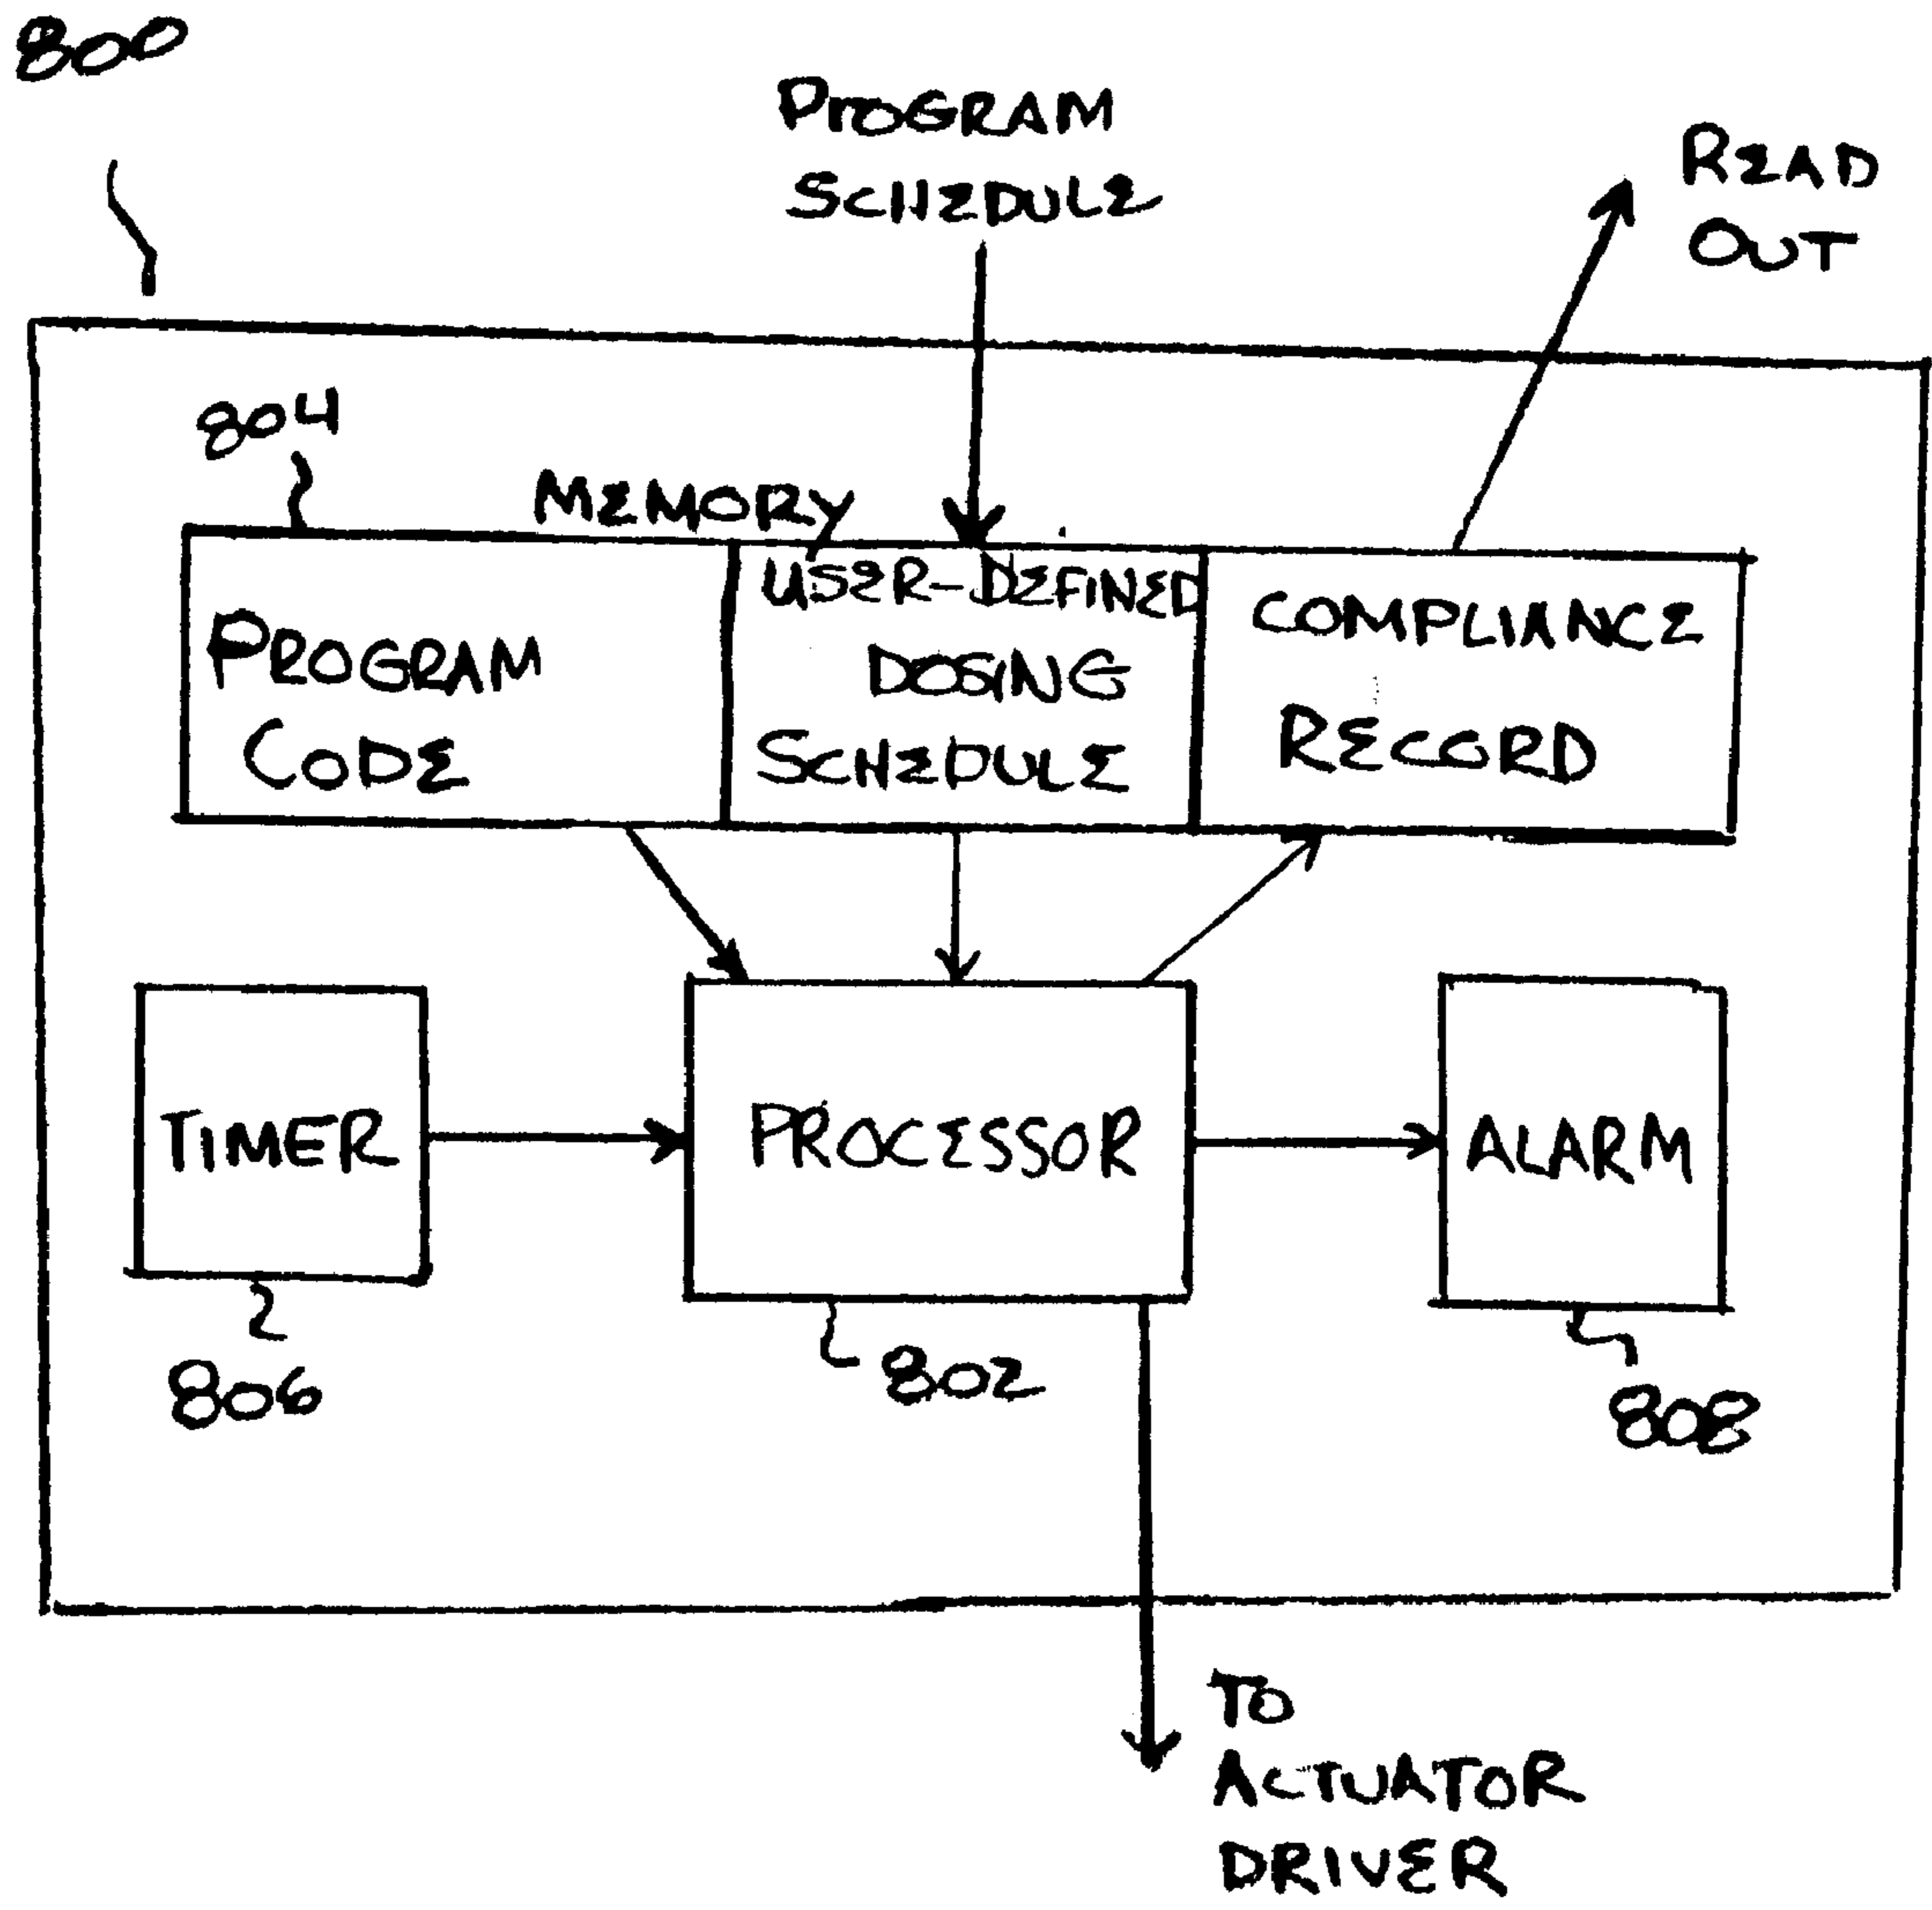 800
PROGRAM
SCHEDULE
READ
OUT
804
MEMORY
PROGRAM
CODE
USER-DEFINED
DOSING
SCHEDULE
COMPLIANCE
RECORD
TIMER
PROCESSOR
ALARM
806
802
808
TO
ACTUATOR
DRIVER